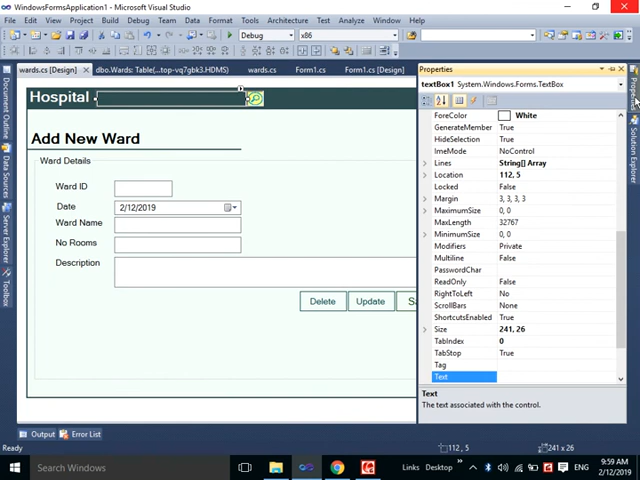 WindowsFormsApplication1 - Microsoft Visual Studio
File Edit View Project Build Debug Team Data Format Tools Architecture Test Analyze Window
Debug x86
wards.cs [Design] dbo.Wards: Table(...top-vq7gbk3.HDMS) wards.cs Form1.cs Form1.cs [Design]
Hospital
Add New Ward
Ward Details
Ward ID
Date 2/12/2019
Ward Name
No Rooms
Description
Delete Update
Document Outline
Data Sources
Server Explorer
Toolbox
Properties
textBox1 System.Windows.Forms.TextBox
ForeColor White
GenerateMember True
HideSelection True
ImeMode NoControl
Lines String[] Array
Location 112, 5
Locked False
Margin 3, 3, 3, 3
MaximumSize 0, 0
MaxLength 32767
MinimumSize 0, 0
Modifiers Private
Multiline False
PasswordChar
ReadOnly False
RightToLeft No
ScrollBars None
ShortcutsEnabled True
Size 241, 26
TabIndex 0
TabStop True
Tag
Text
Text
The text associated with the control.
Properties
Solution Explorer
Output Error List
Ready 112 , 5 241 x 26
Search Windows
Links Desktop ENG
9:59 AM
2/12/2019